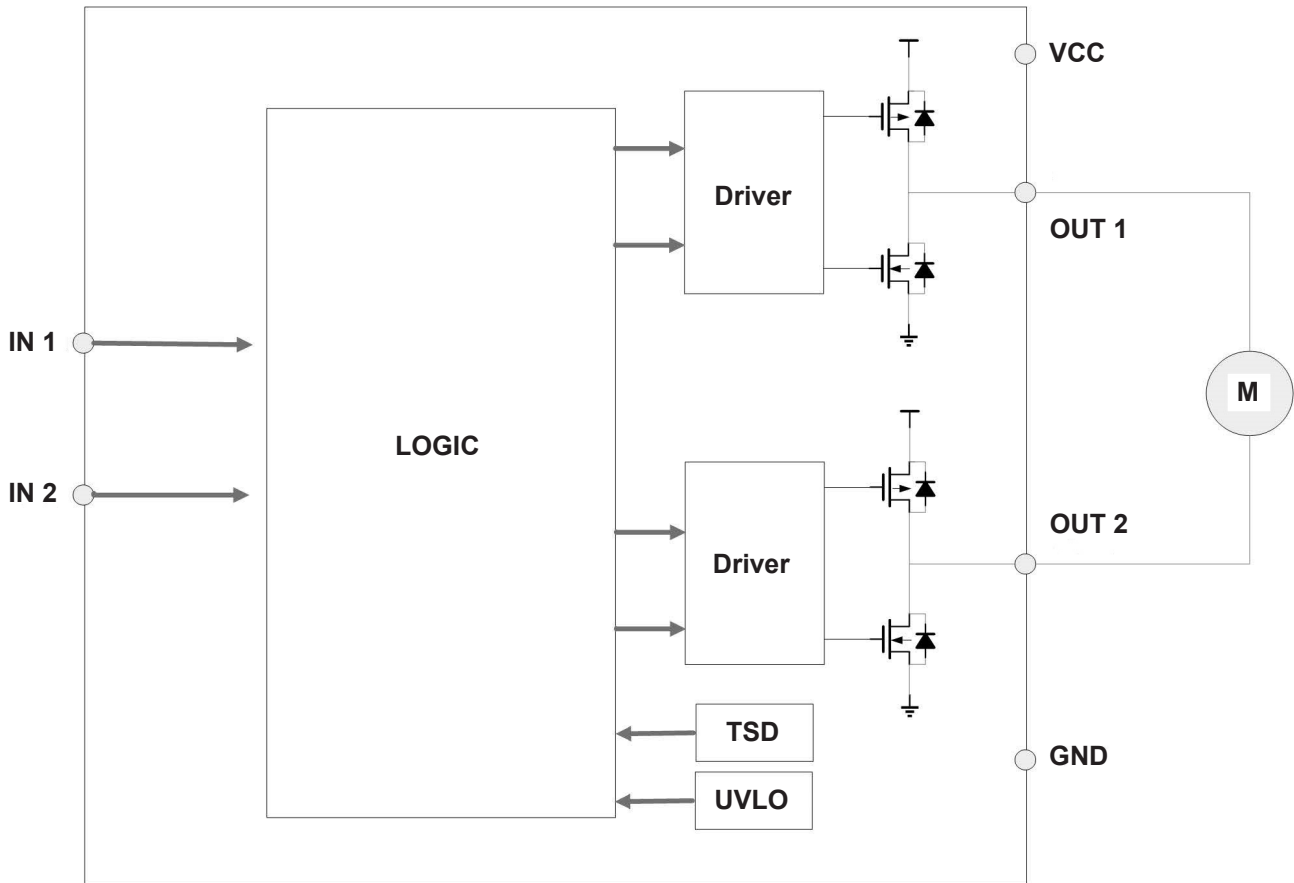 VCC
Driver
OUT 1
IN 1
M
LOGIC
IN 2
OUT 2
Driver
TSD
GND
UVLO